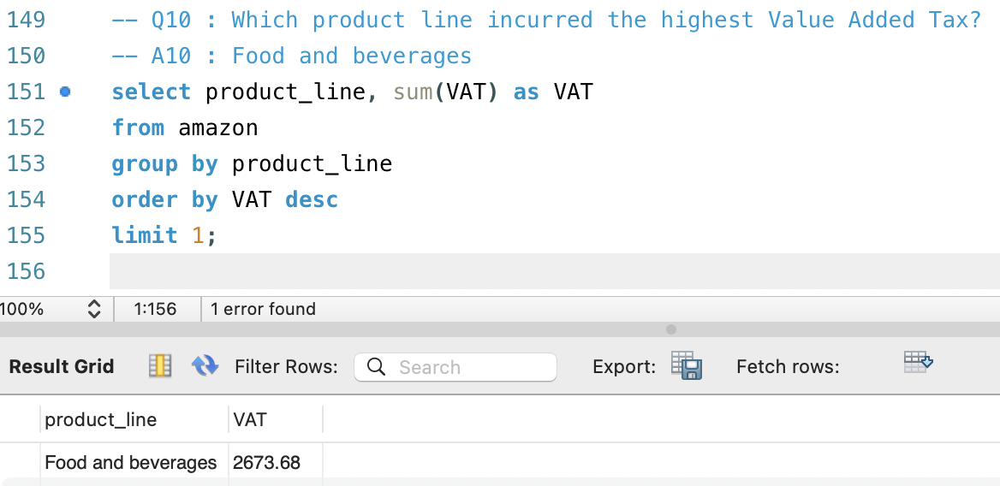 149 -- Q10 : Which product line incurred the highest Value Added Tax?
150 -- A10 : Food and beverages
151 select product_line, sum(VAT) as VAT
152 from amazon
153 group by product_line
154 order by VAT desc
155 limit 1;
156
100% 1:156 1 error found
Result Grid Filter Rows: Search Export: Fetch rows:
product_line VAT
Food and beverages 2673.68